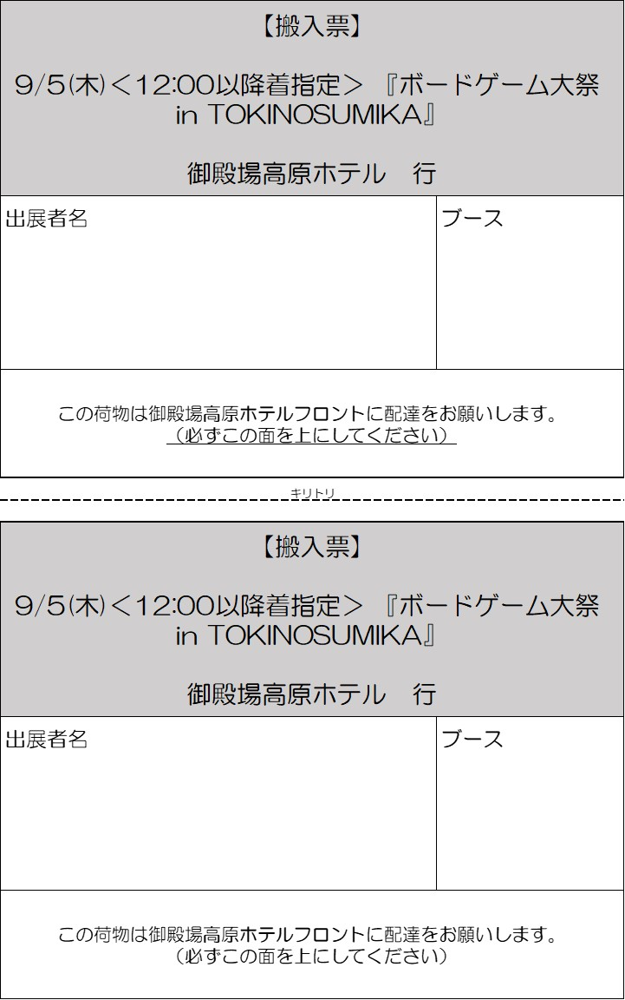 【搬入票】
9/5(木)＜12:00以降着指定＞ 『ボードゲーム大祭
in TOKINOSUMIKA』
御殿場高原ホテル　行
出展者名
ブース
この荷物は御殿場高原ホテルフロントに配達をお願いします。
（必ずこの面を上にしてください）
キリトリ
【搬入票】
9/5(木)＜12:00以降着指定＞ 『ボードゲーム大祭
in TOKINOSUMIKA』
御殿場高原ホテル　行
出展者名
ブース
この荷物は御殿場高原ホテルフロントに配達をお願いします。
（必ずこの面を上にしてください）